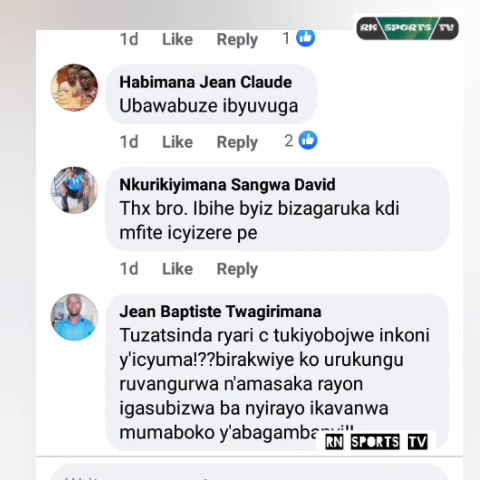 RN SPORTS TV
1d Like Reply 1
Habimana Jean Claude
Ubawabuze ibyuvuga
1d Like Reply 2
Nkurikiyimana Sangwa David
Thx bro. Ibihe byiz bizagaruka kdi
mfite icyizere pe
1d Like Reply
Jean Baptiste Twagirimana
Tuzatsinda ryari c tukiyobojwe inkoni
y'icyuma!??birakwiye ko urukungu
ruvangurwa n'amasaka rayon
igasubizwa ba nyirayo ikavanwa
mumaboko
RN SPORTS TV